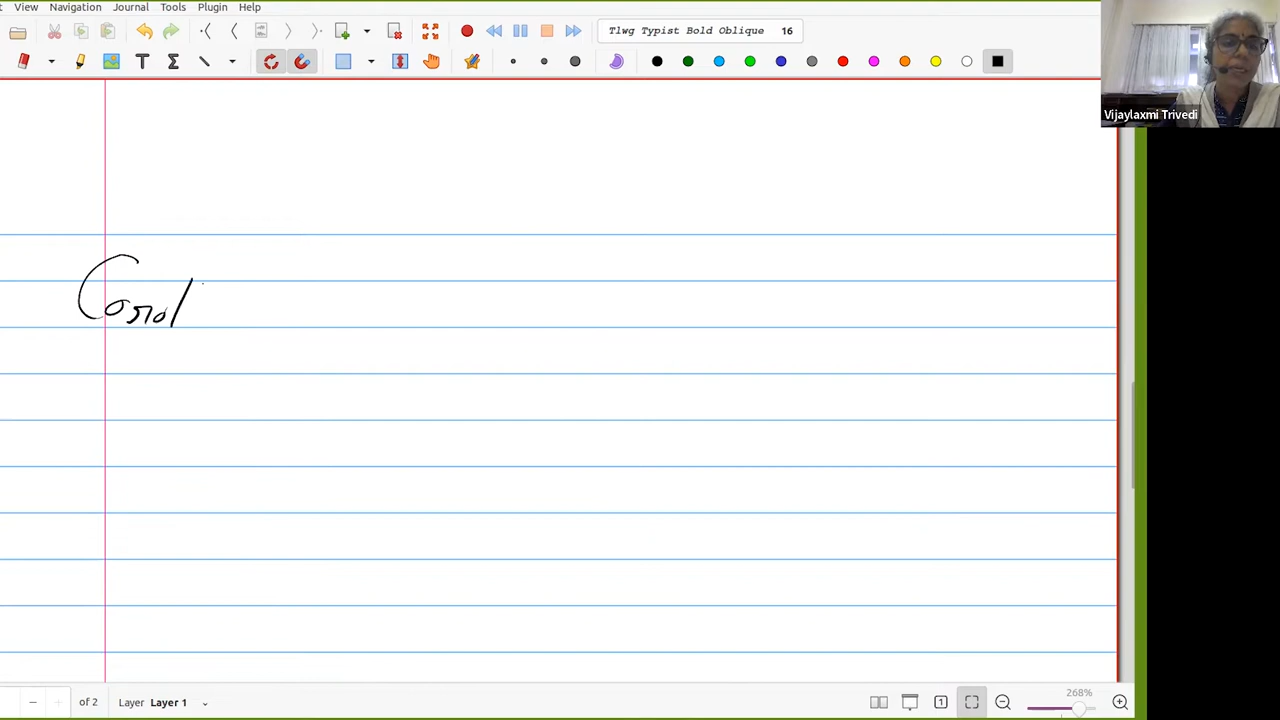 View Navigation Journal Tools Plugin Help
Tlwg Typist Bold Oblique 16
Vijaylaxmi Trivedi
Corol
of 2 Layer Layer 1 268%